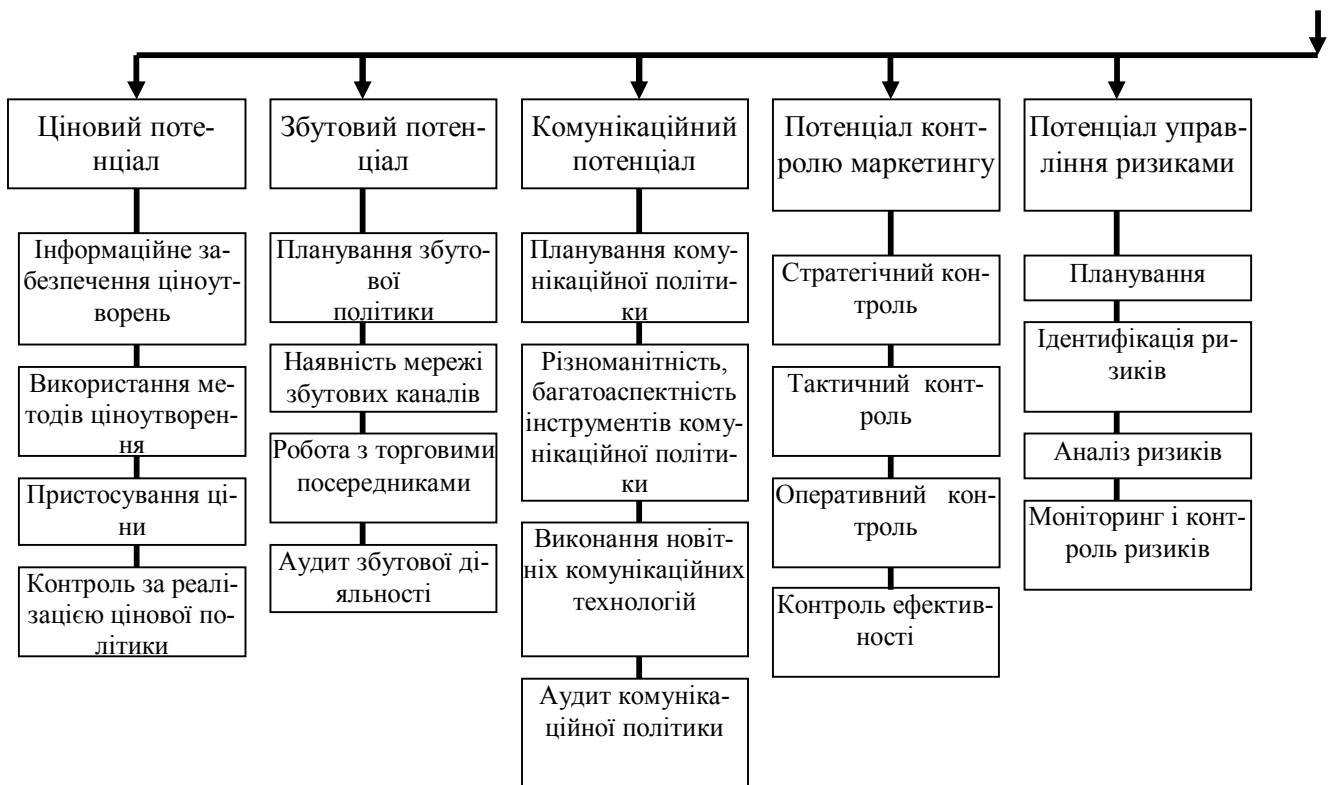 Ціновий поте-
нціал
Інформаційне за-
безпечення ціноут-
ворень
Використання ме-
тодів ціноутворен-
ня
Пристосування ці-
ни
Контроль за реалі-
зацією цінової по-
літики
Збутовий потен-
ціал
Планування збуто-
вої
політики
Наявність мережі
збутових каналів
Робота з торговими
посередниками
Аудит збутової ді-
яльності
Комунікаційний
потенціал
Планування кому-
нікаційної політи-
ки
Різноманітність,
багатоаспектність
інструментів кому-
нікаційної політи-
ки
Виконання новіт-
ніх комунікаційних
технологій
Аудит комуніка-
ційної політики
Потенціал конт-
ролю маркетингу
Стратегічний кон-
троль
Тактичний конт-
роль
Оперативний кон-
троль
Контроль ефектив-
ності
Потенціал управ-
ління ризиками
Планування
Ідентифікація ри-
зиків
Аналіз ризиків
Моніторинг і конт-
роль ризиків